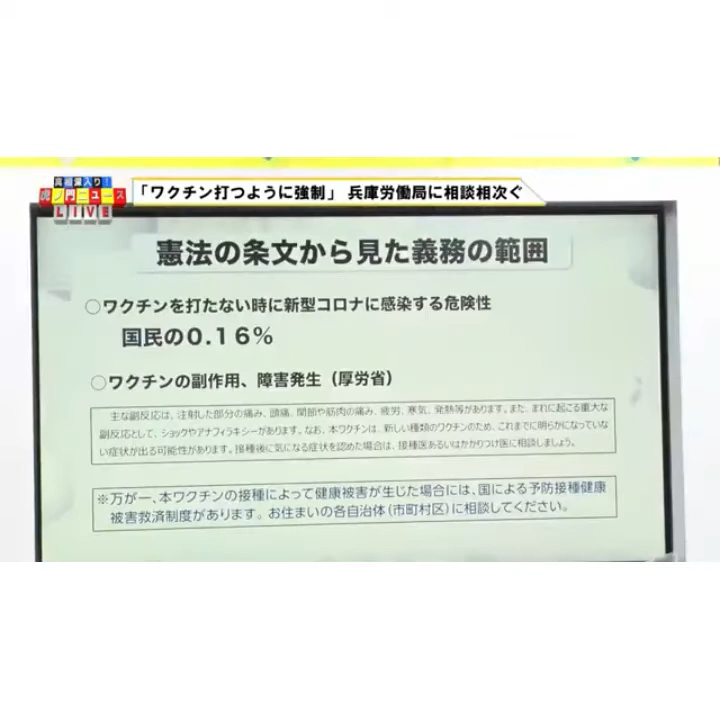 真相深入り!
虎ノ門ニュース
LIVE
「ワクチン打つように強制」 兵庫労働局に相談相次ぐ
憲法の条文から見た義務の範囲
○ワクチンを打たない時に新型コロナに感染する危険性
国民の0.16%
○ワクチンの副作用、障害発生（厚労省）
主な副反応は、注射した部分の痛み、頭痛、関節や筋肉の痛み、疲労、寒気、発熱等があります。また、まれに起こる重大な
副反応として、ショックやアナフィラキシーがあります。なお、本ワクチンは、新しい種類のワクチンのため、これまでに明らかになっていな
い症状が出る可能性があります。接種後に気になる症状を認めた場合は、接種医あるいはかかりつけ医に相談しましょう。
※万が一、本ワクチンの接種によって健康被害が生じた場合には、国による予防接種健康
被害救済制度があります。お住まいの各自治体（市町村区）に相談してください。